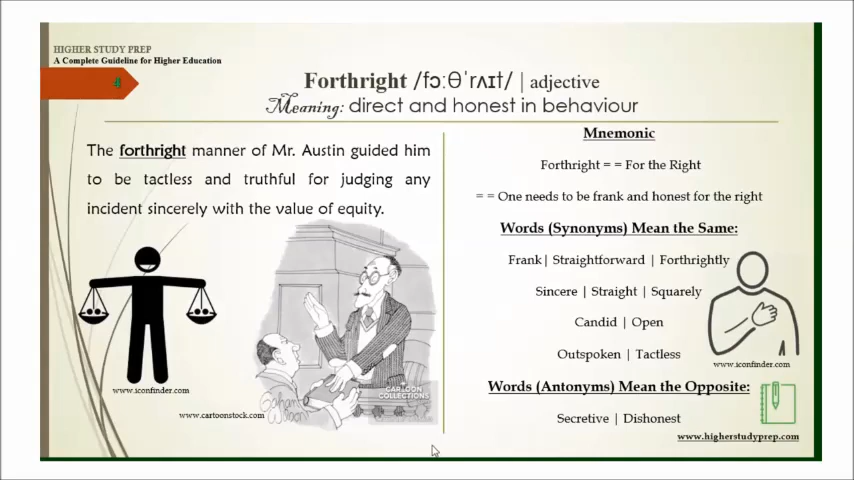 HIGHER STUDY PREP
A Complete Guideline for Higher Education
4
Forthright /fɔːθˈrʌɪt/ | adjective
Meaning: direct and honest in behaviour
The forthright manner of Mr. Austin guided him
to be tactless and truthful for judging any
incident sincerely with the value of equity.
www.iconfinder.com
www.cartoonstock.com
CARTOON
COLLECTIONS
Mnemonic
Forthright = = For the Right
= = One needs to be frank and honest for the right
Words (Synonyms) Mean the Same:
Frank| Straightforward | Forthrightly
Sincere | Straight | Squarely
Candid | Open
Outspoken | Tactless
www.iconfinder.com
Words (Antonyms) Mean the Opposite:
Secretive | Dishonest
www.higherstudyprep.com